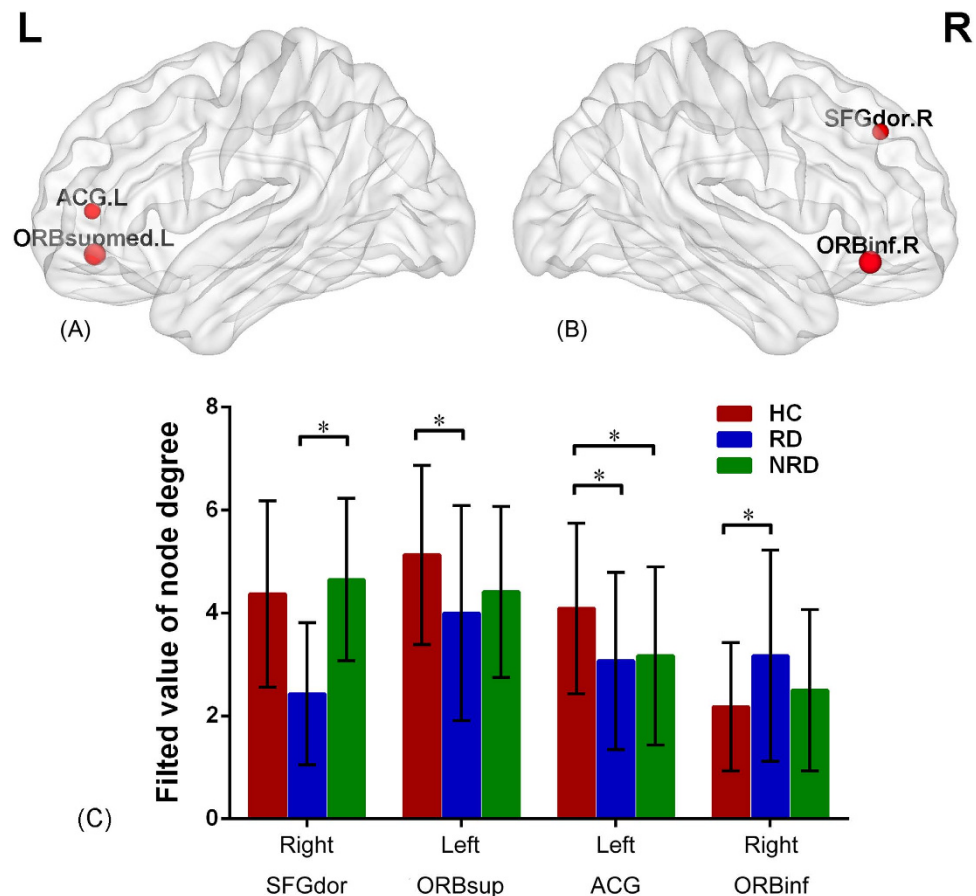 L
R
SFGdor.R
ACG.L
ORBsupmed.L
ORBinf.R
(A)
(B)
8
6
4
2
0
Filted value of node degree
*
*
*
*
*
HC
RD
NRD
(C)
Right
Left
Left
Right
SFGdor
ORBsup
ACG
ORBinf